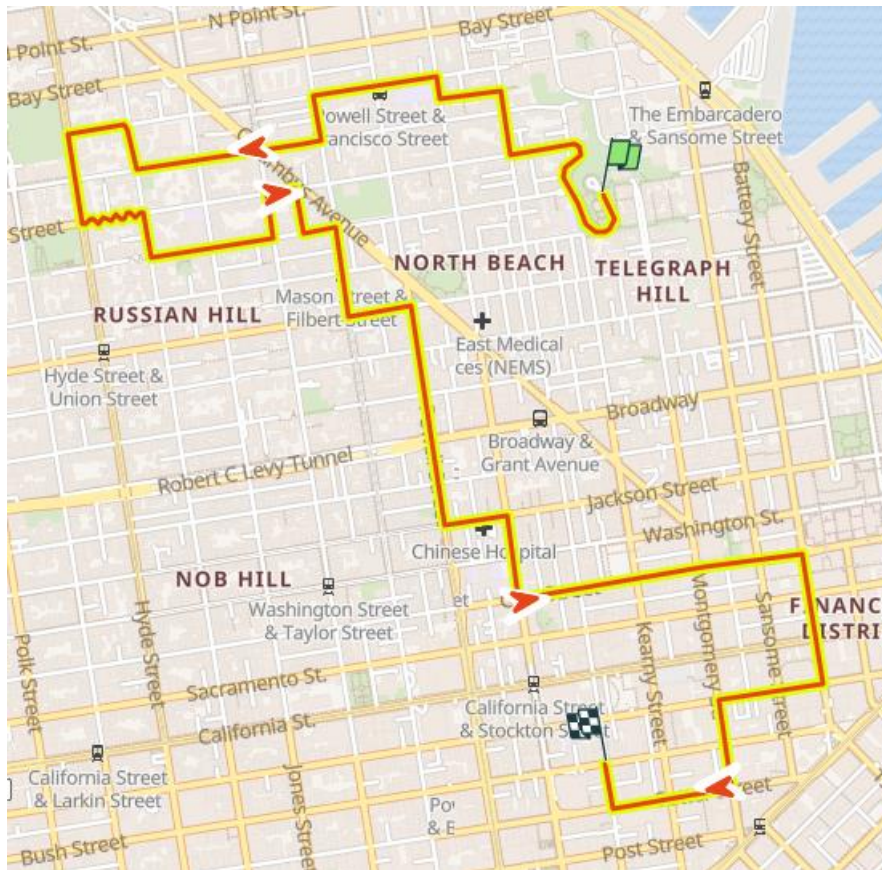 N Point St.
Point St.
Bay Street
Bay Street
The Embarcadero
& Sansome Street
Powell Street &
Francisco Street
Columbus Avenue
Battery Street
Street
NORTH BEACH
TELEGRAPH
HILL
Mason Street &
Filbert Street
RUSSIAN HILL
East Medical
ces (NEMS)
Hyde Street &
Union Street
Broadway
Broadway &
Grant Avenue
Robert C Levy Tunnel
Jackson Street
Washington St.
Chinese Hospital
NOB HILL
et
Washington Street
& Taylor Street
FINANC
DISTRI
Polk Street
Hyde Street
Kearny Street
Montgomery
Sansome Street
Sacramento St.
California Street
& Stockton Street
California St.
California Street
& Larkin Street
Jones Street
Street
Bush Street
Post Street